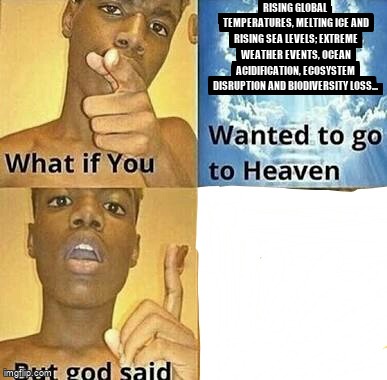 RISING GLOBAL
TEMPERATURES, MELTING ICE AND
RISING SEA LEVELS; EXTREME
WEATHER EVENTS, OCEAN
ACIDIFICATION, ECOSYSTEM
DISRUPTION AND BIODIVERSITY LOSS...
What if You
Wanted to go
to Heaven
But god said
imgflip.com